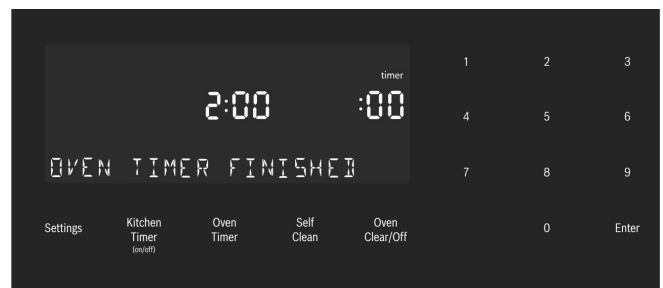 timer
2:00 :00
OVEN TIMER FINISHED
1 2 3
4 5 6
7 8 9
0 Enter
Settings
Kitchen Timer (on/off)
Oven Timer
Self Clean
Oven Clear/Off